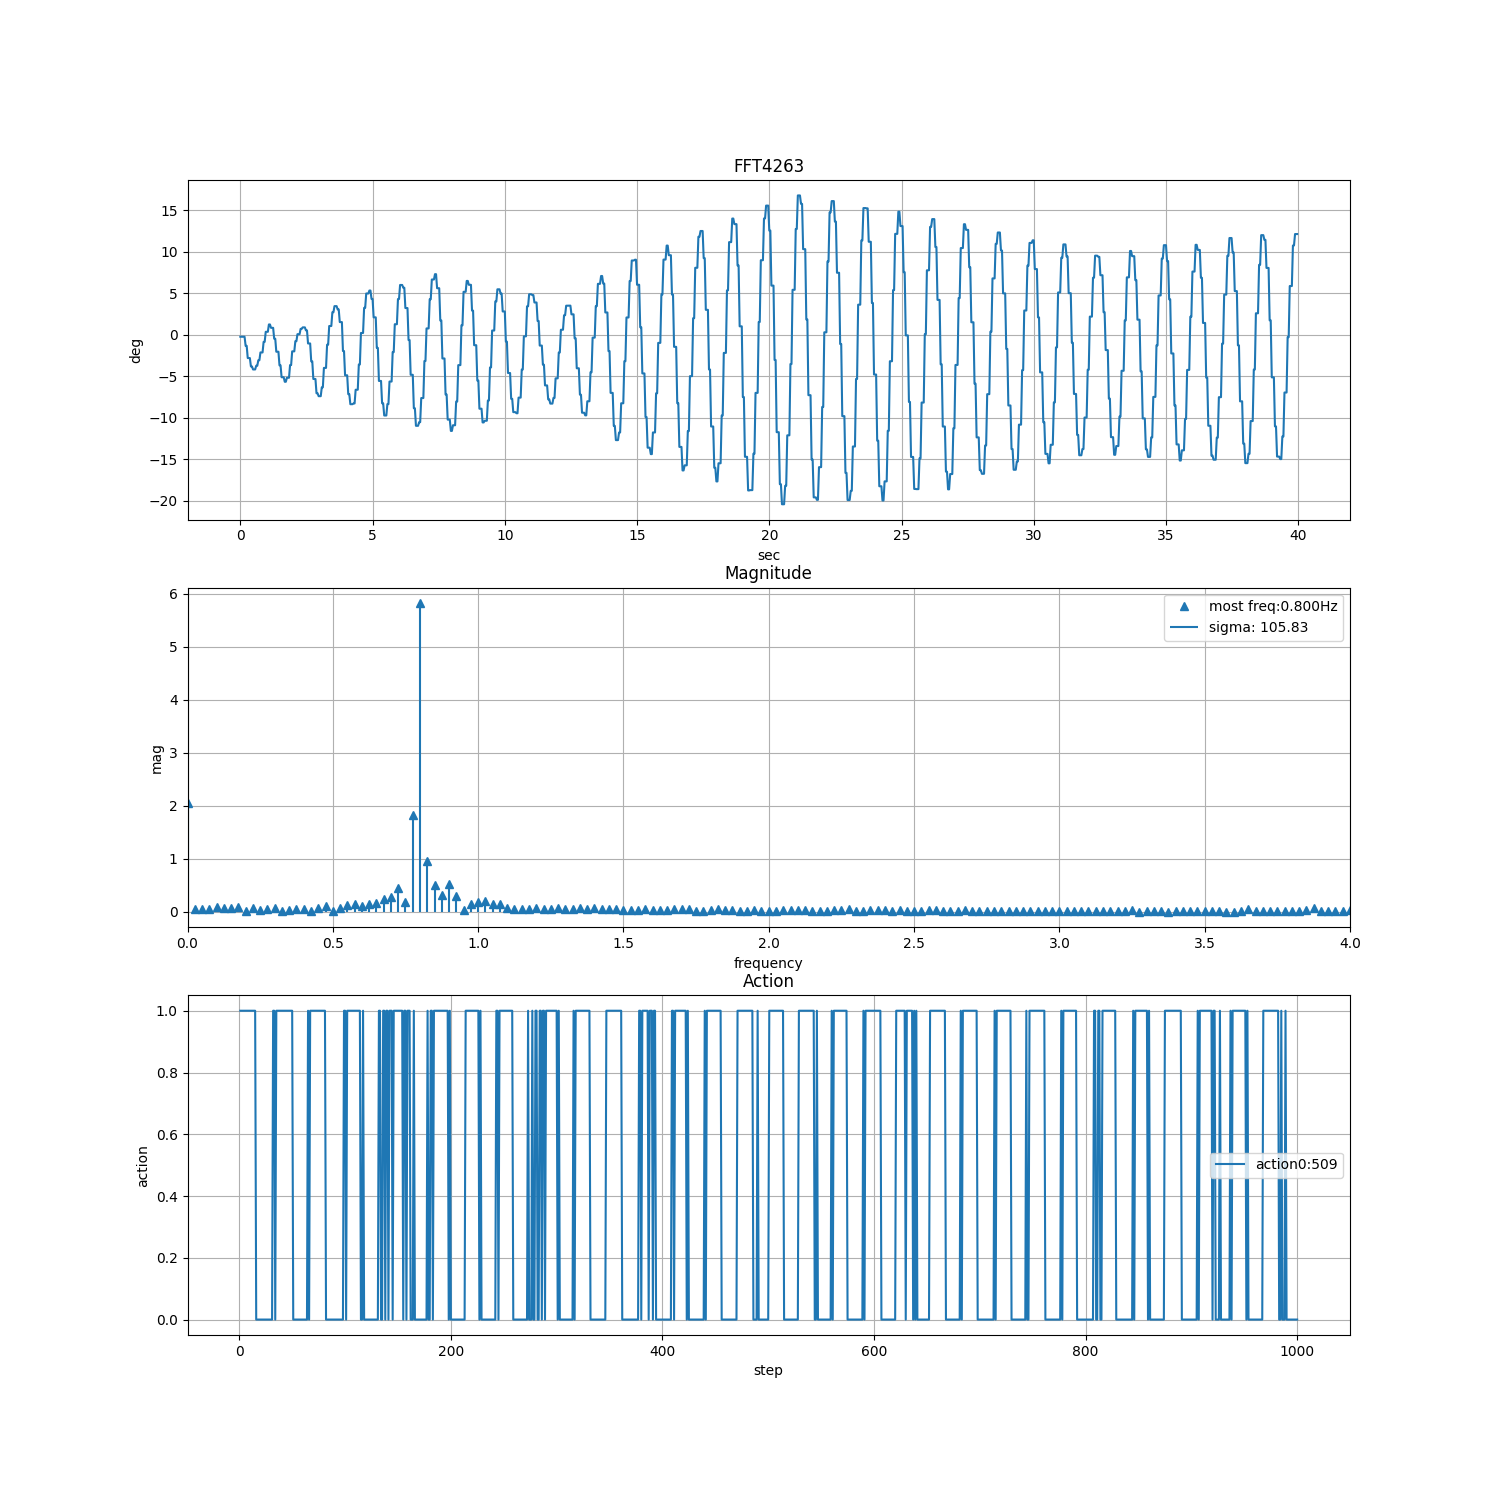 FFT4263
15
10
5
0
−5
−10
−15
−20
deg
0 5 10 15 20 25 30 35 40
sec
Magnitude
6
5
4
3
2
1
0
mag
most freq:0.800Hz
sigma: 105.83
0.0 0.5 1.0 1.5 2.0 2.5 3.0 3.5 4.0
frequency
Action
1.0
0.8
0.6
0.4
0.2
0.0
action
action0:509
0 200 400 600 800 1000
step